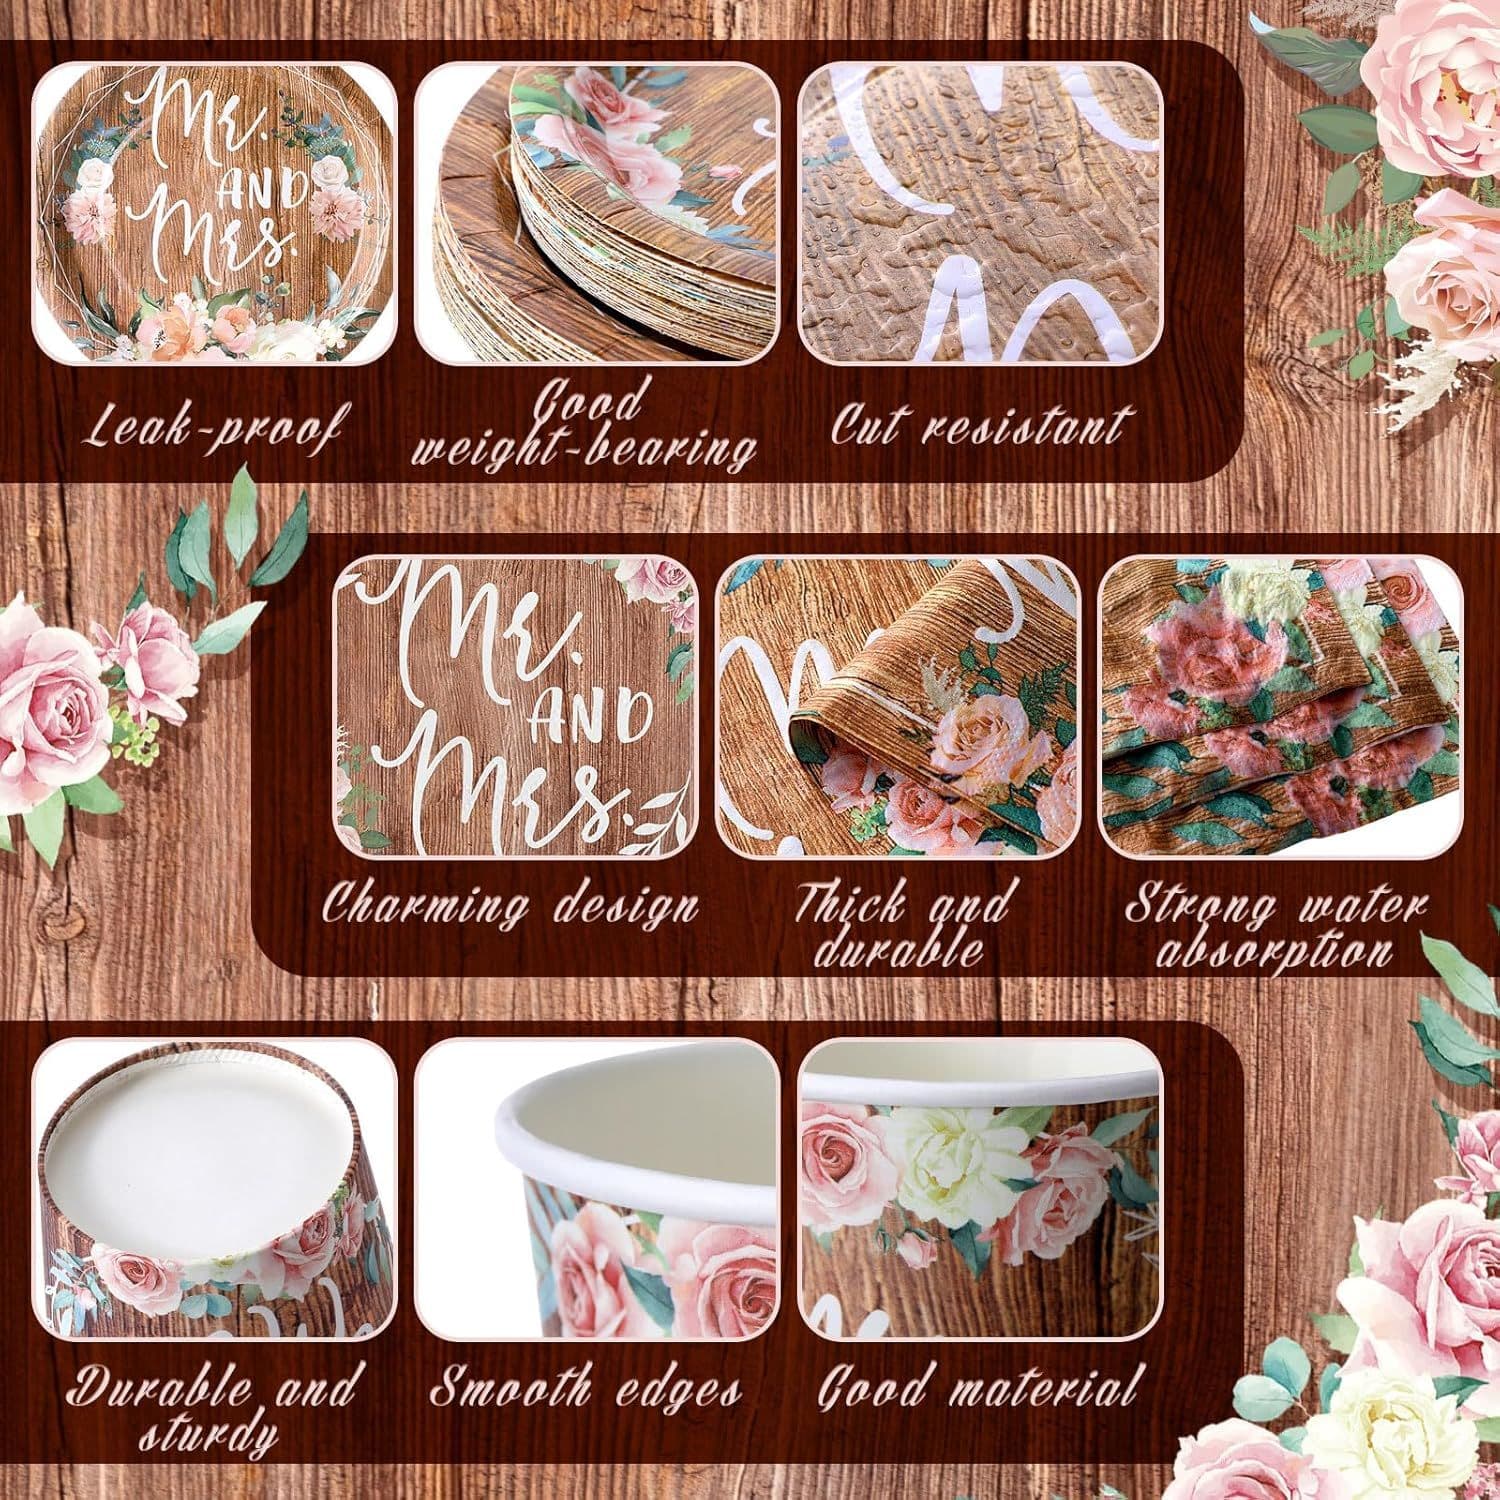 Mr.
AND
Mrs.
Leak-proof
Good
weight-bearing
Cut resistant
Mr.
AND
Mrs.
Charming design
Thick and
durable
Strong water
absorption
Durable and
sturdy
Smooth edges
Good material